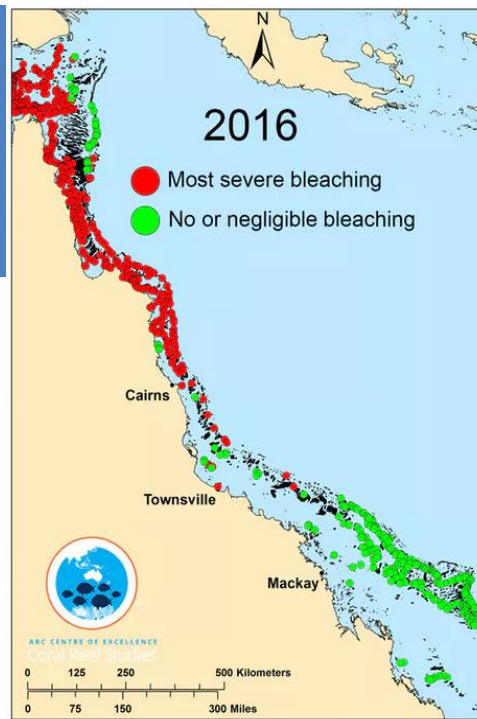 N
2016
Most severe bleaching
No or negligible bleaching
Cairns
Townsville
Mackay
ARC CENTRE OF EXCELLENCE
Coral Reef Studies
0 125 250 500 Kilometers
0 75 150 300 Miles